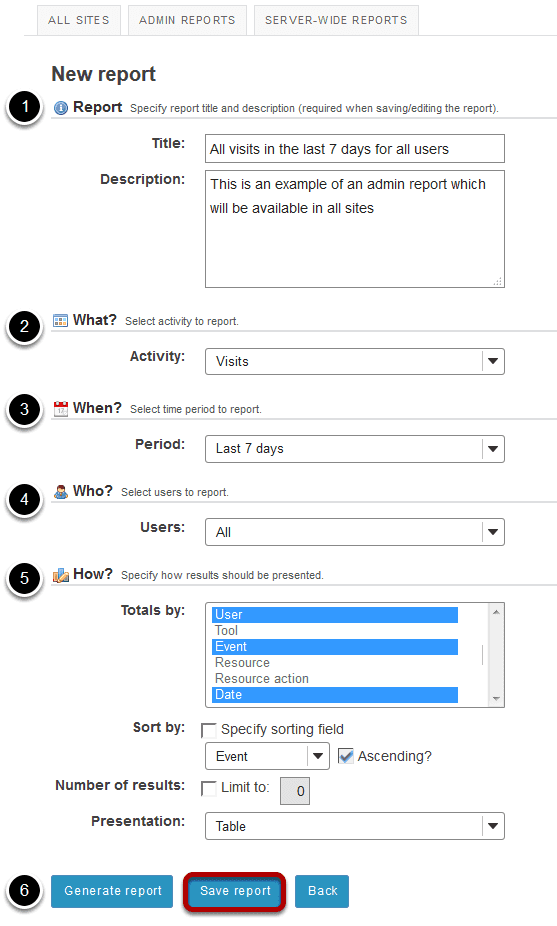 ALL SITES ADMIN REPORTS SERVER-WIDE REPORTS
New report
1 Report Specify report title and description (required when saving/editing the report).
Title: All visits in the last 7 days for all users
Description: This is an example of an admin report which
will be available in all sites
2 What? Select activity to report.
Activity: Visits
3 When? Select time period to report.
Period: Last 7 days
4 Who? Select users to report.
Users: All
5 How? Specify how results should be presented.
Totals by: User
Tool
Event
Resource
Resource action
Date
Sort by: Specify sorting field
Event Ascending?
Number of results: Limit to: 0
Presentation: Table
6 Generate report Save report Back